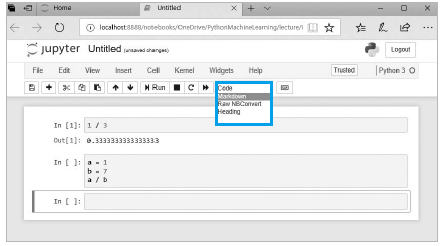 Home
Untitled
localhost:8888/notebooks/OneDrive/PythonMachineLearning/lecture/
jupyter Untitled (unsaved changes)
Logout
File Edit View Insert Cell Kernel Widgets Help
Trusted
Python 3
Run
Code
Markdown
Raw NBConvert
Heading
In [1]: 1 / 3
Out[1]: 0.3333333333333333
In [ ]: a = 1
b = 7
a / b
In [ ]: